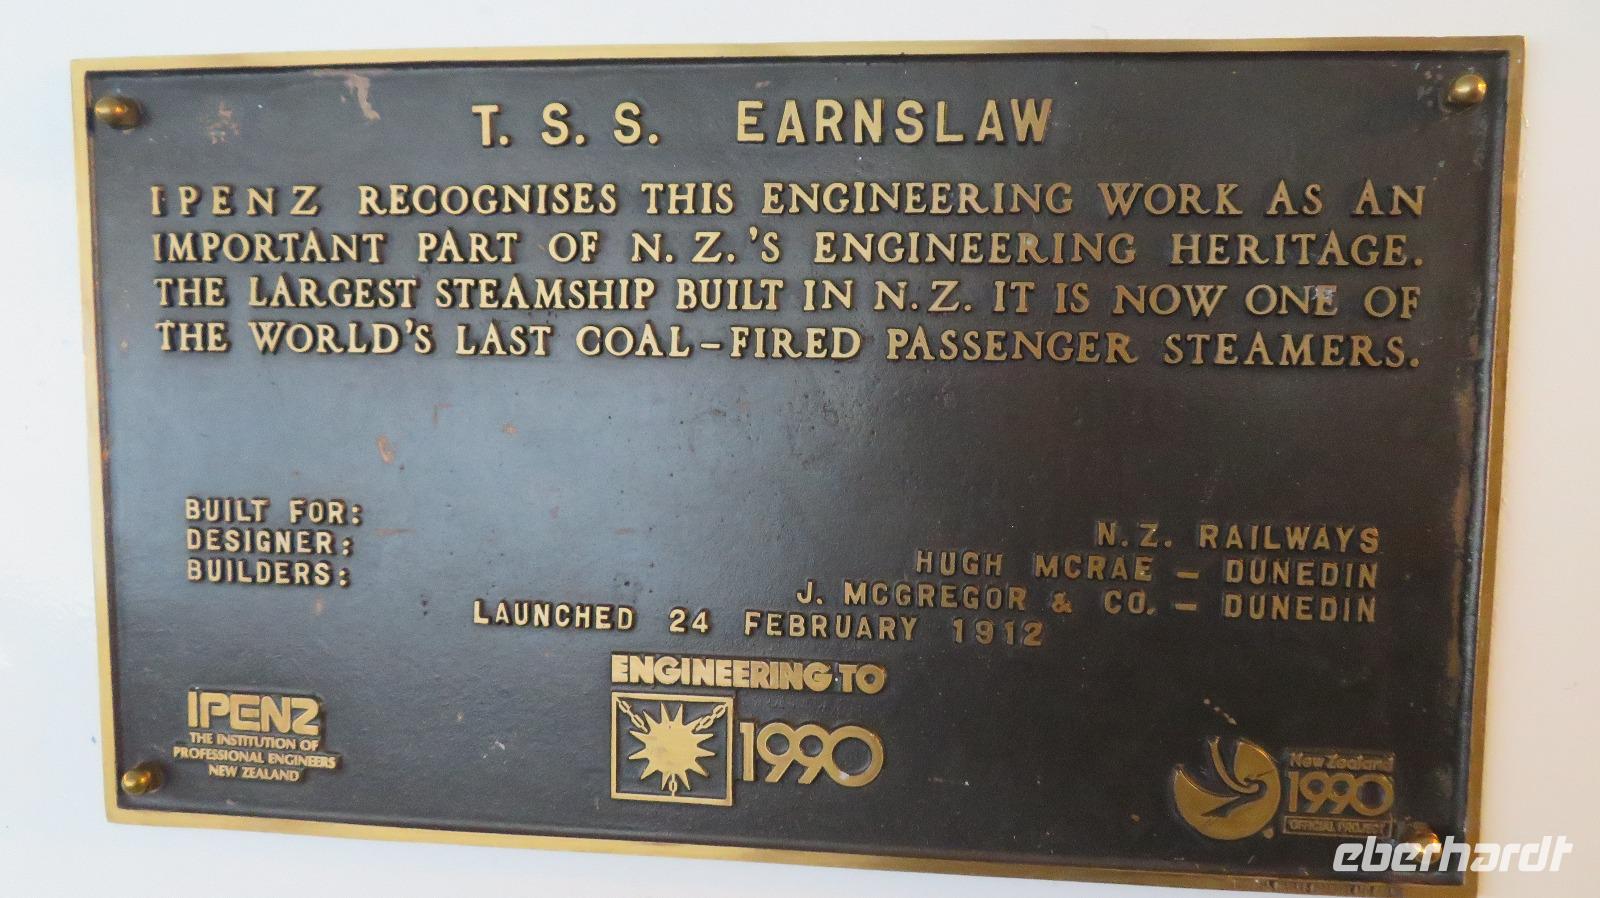 T. S. S. EARNSLAW
IPENZ RECOGNISES THIS ENGINEERING WORK AS AN
IMPORTANT PART OF N.Z.'S ENGINEERING HERITAGE.
THE LARGEST STEAMSHIP BUILT IN N.Z. IT IS NOW ONE OF
THE WORLD'S LAST COAL-FIRED PASSENGER STEAMERS.
BUILT FOR: N.Z. RAILWAYS
DESIGNER: HUGH MCRAE – DUNEDIN
BUILDERS: J. MCGREGOR & CO. – DUNEDIN
LAUNCHED 24 FEBRUARY 1912
ENGINEERING TO
1990
IPENZ
THE INSTITUTION OF
PROFESSIONAL ENGINEERS
NEW ZEALAND
New Zealand
1990
OFFICIAL PROJECT
eberhardt